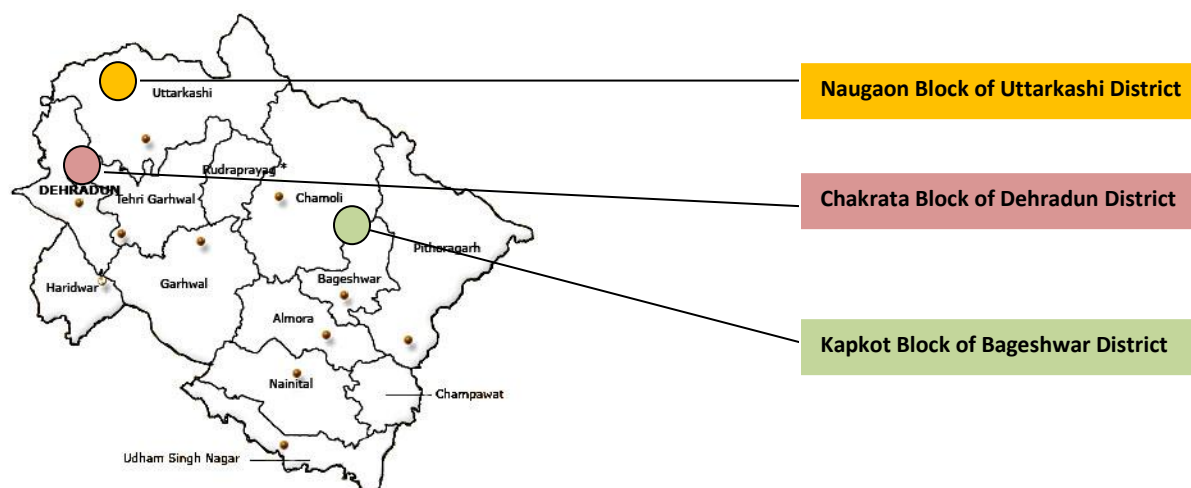 Uttarkashi
Naugaon Block of Uttarkashi District
Rudraprayag *
DEHRADUN
Tehri Garhwal
Chamoli
Chakrata Block of Dehradun District
Pithoragarh
Haridwar
Garhwal
Bageshwar
Almora
Kapkot Block of Bageshwar District
Nainital
Champawat
Udham Singh Nagar